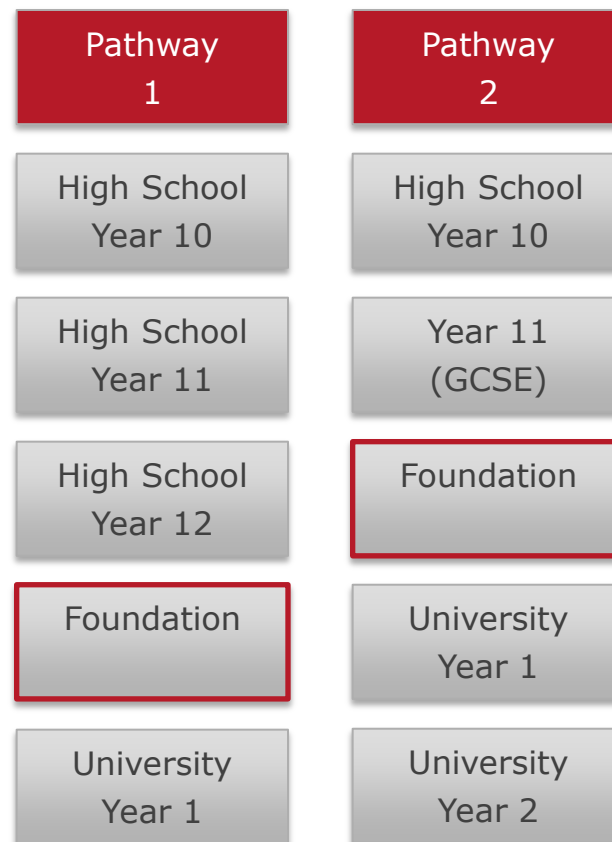 Pathway
1
High School
Year 10
High School
Year 11
High School
Year 12
Foundation
University
Year 1
Pathway
2
High School
Year 10
Year 11
(GCSE)
Foundation
University
Year 1
University
Year 2